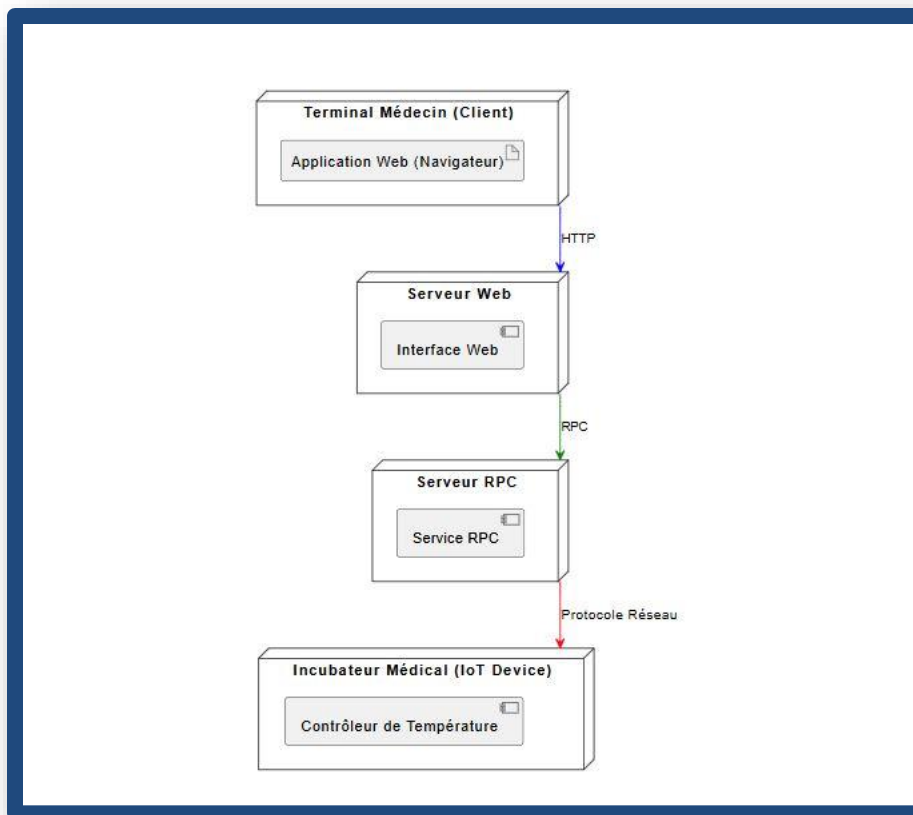 Terminal Médecin (Client)
Application Web (Navigateur)
HTTP
Serveur Web
Interface Web
RPC
Serveur RPC
Service RPC
Protocole Réseau
Incubateur Médical (IoT Device)
Contrôleur de Température